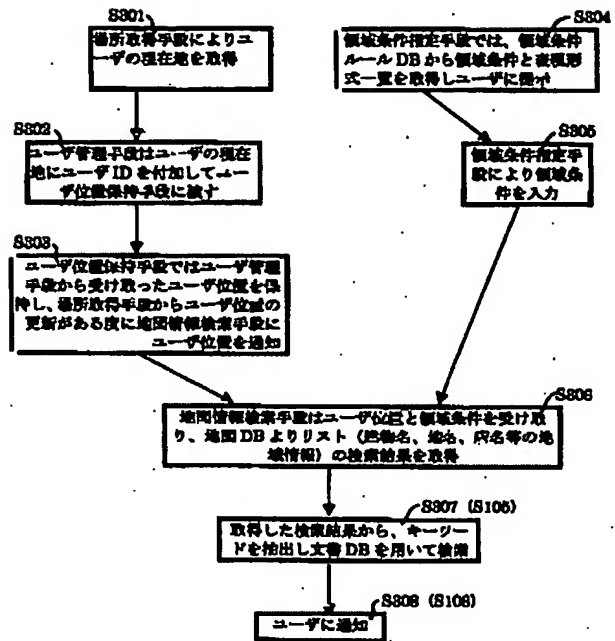 S301
場所取得手段によりユ
ーザの現在地を取得
S302
ユーザ管理手段はユーザの現在
地にユーザIDを付加してユー
ザ位置保持手段に渡す
S303
ユーザ位置保持手段ではユーザ管理
手段から受け取ったユーザ位置を保
持し、場所取得手段からユーザ位置の
更新がある度に地図情報検索手段に
ユーザ位置を通知
S304
領域条件指定手段では、領域条件
ルールDBから領域条件と表現形
式一覧を取得しユーザに提示
S305
領域条件指定手
段により領域条
件を入力
S306
地図情報検索手段はユーザ位置と領域条件を受け取
り、地図DBよりリスト(建物名、地名、店名等の地
域情報)の検索結果を取得
S307 (S105)
取得した検索結果から、キーワー
ドを抽出し文書DBを用いて検索
S308 (S106)
ユーザに通知